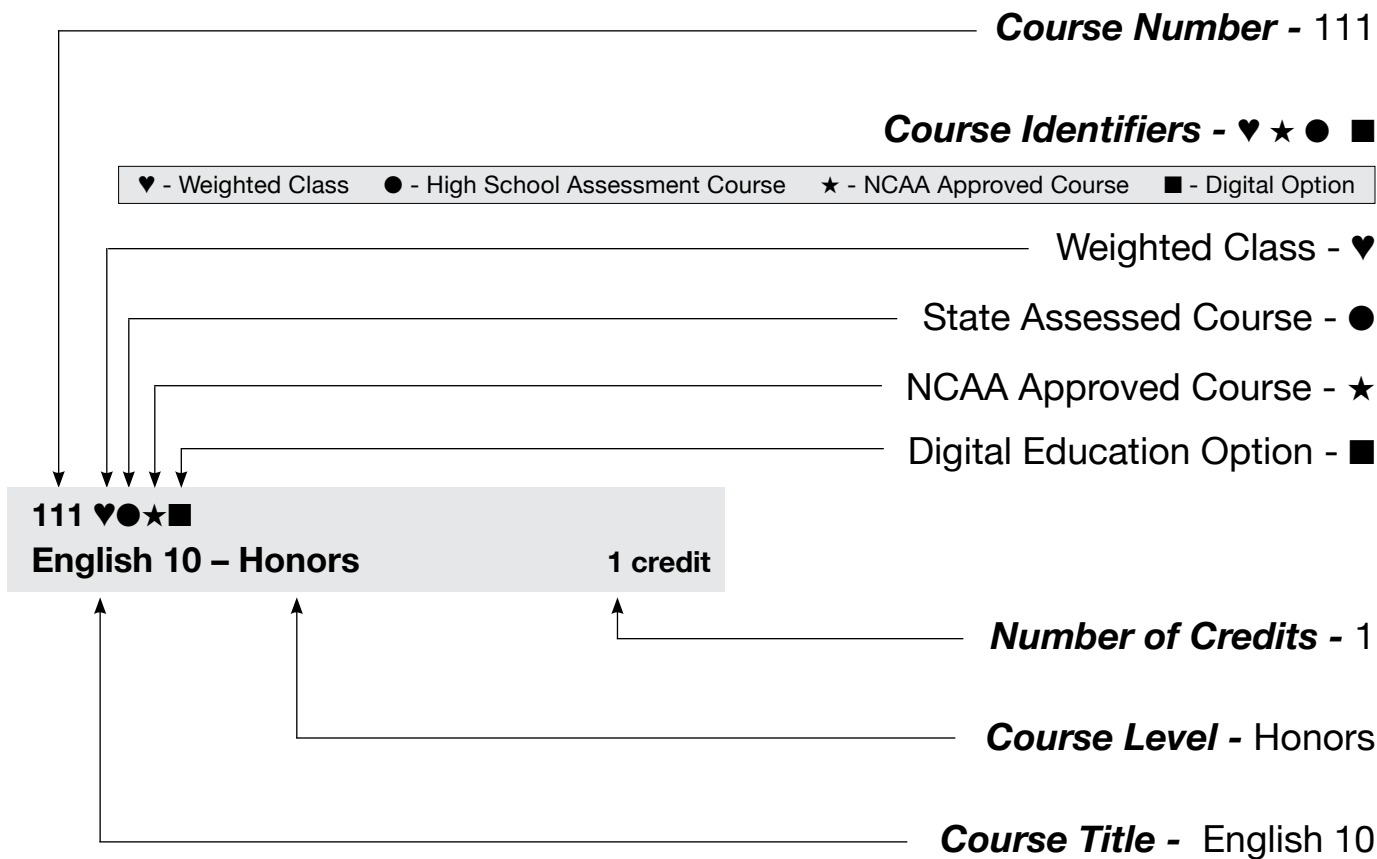 Course Number - 111
Course Identifiers - ♥ ★ ● ■
♥ - Weighted Class ● - High School Assessment Course ★ - NCAA Approved Course ■ - Digital Option
Weighted Class - ♥
State Assessed Course - ●
NCAA Approved Course - ★
Digital Education Option - ■
111 ♥●★■
English 10 – Honors 1 credit
Number of Credits - 1
Course Level - Honors
Course Title - English 10